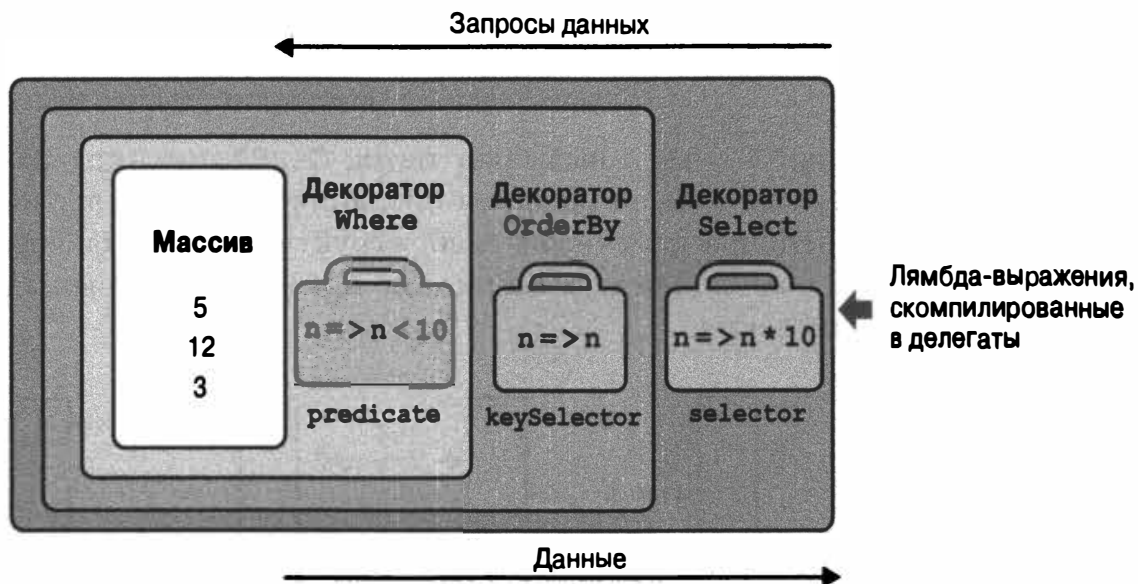 Запросы данных
Декоратор
Where
Декоратор
OrderBy
Декоратор
Select
Массив
5
12
3
n=>n<10
n=>n
n=>n*10
predicate
keySelector
selector
Лямбда-выражения,
скомпилированные
в делегаты
Данные